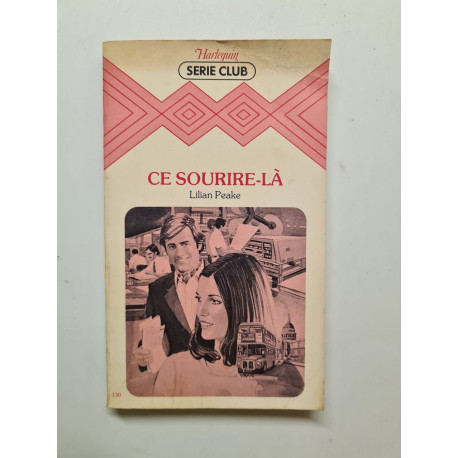 Harlequin
SERIE CLUB
CE SOURIRE-LÀ
Lilian Peake
130